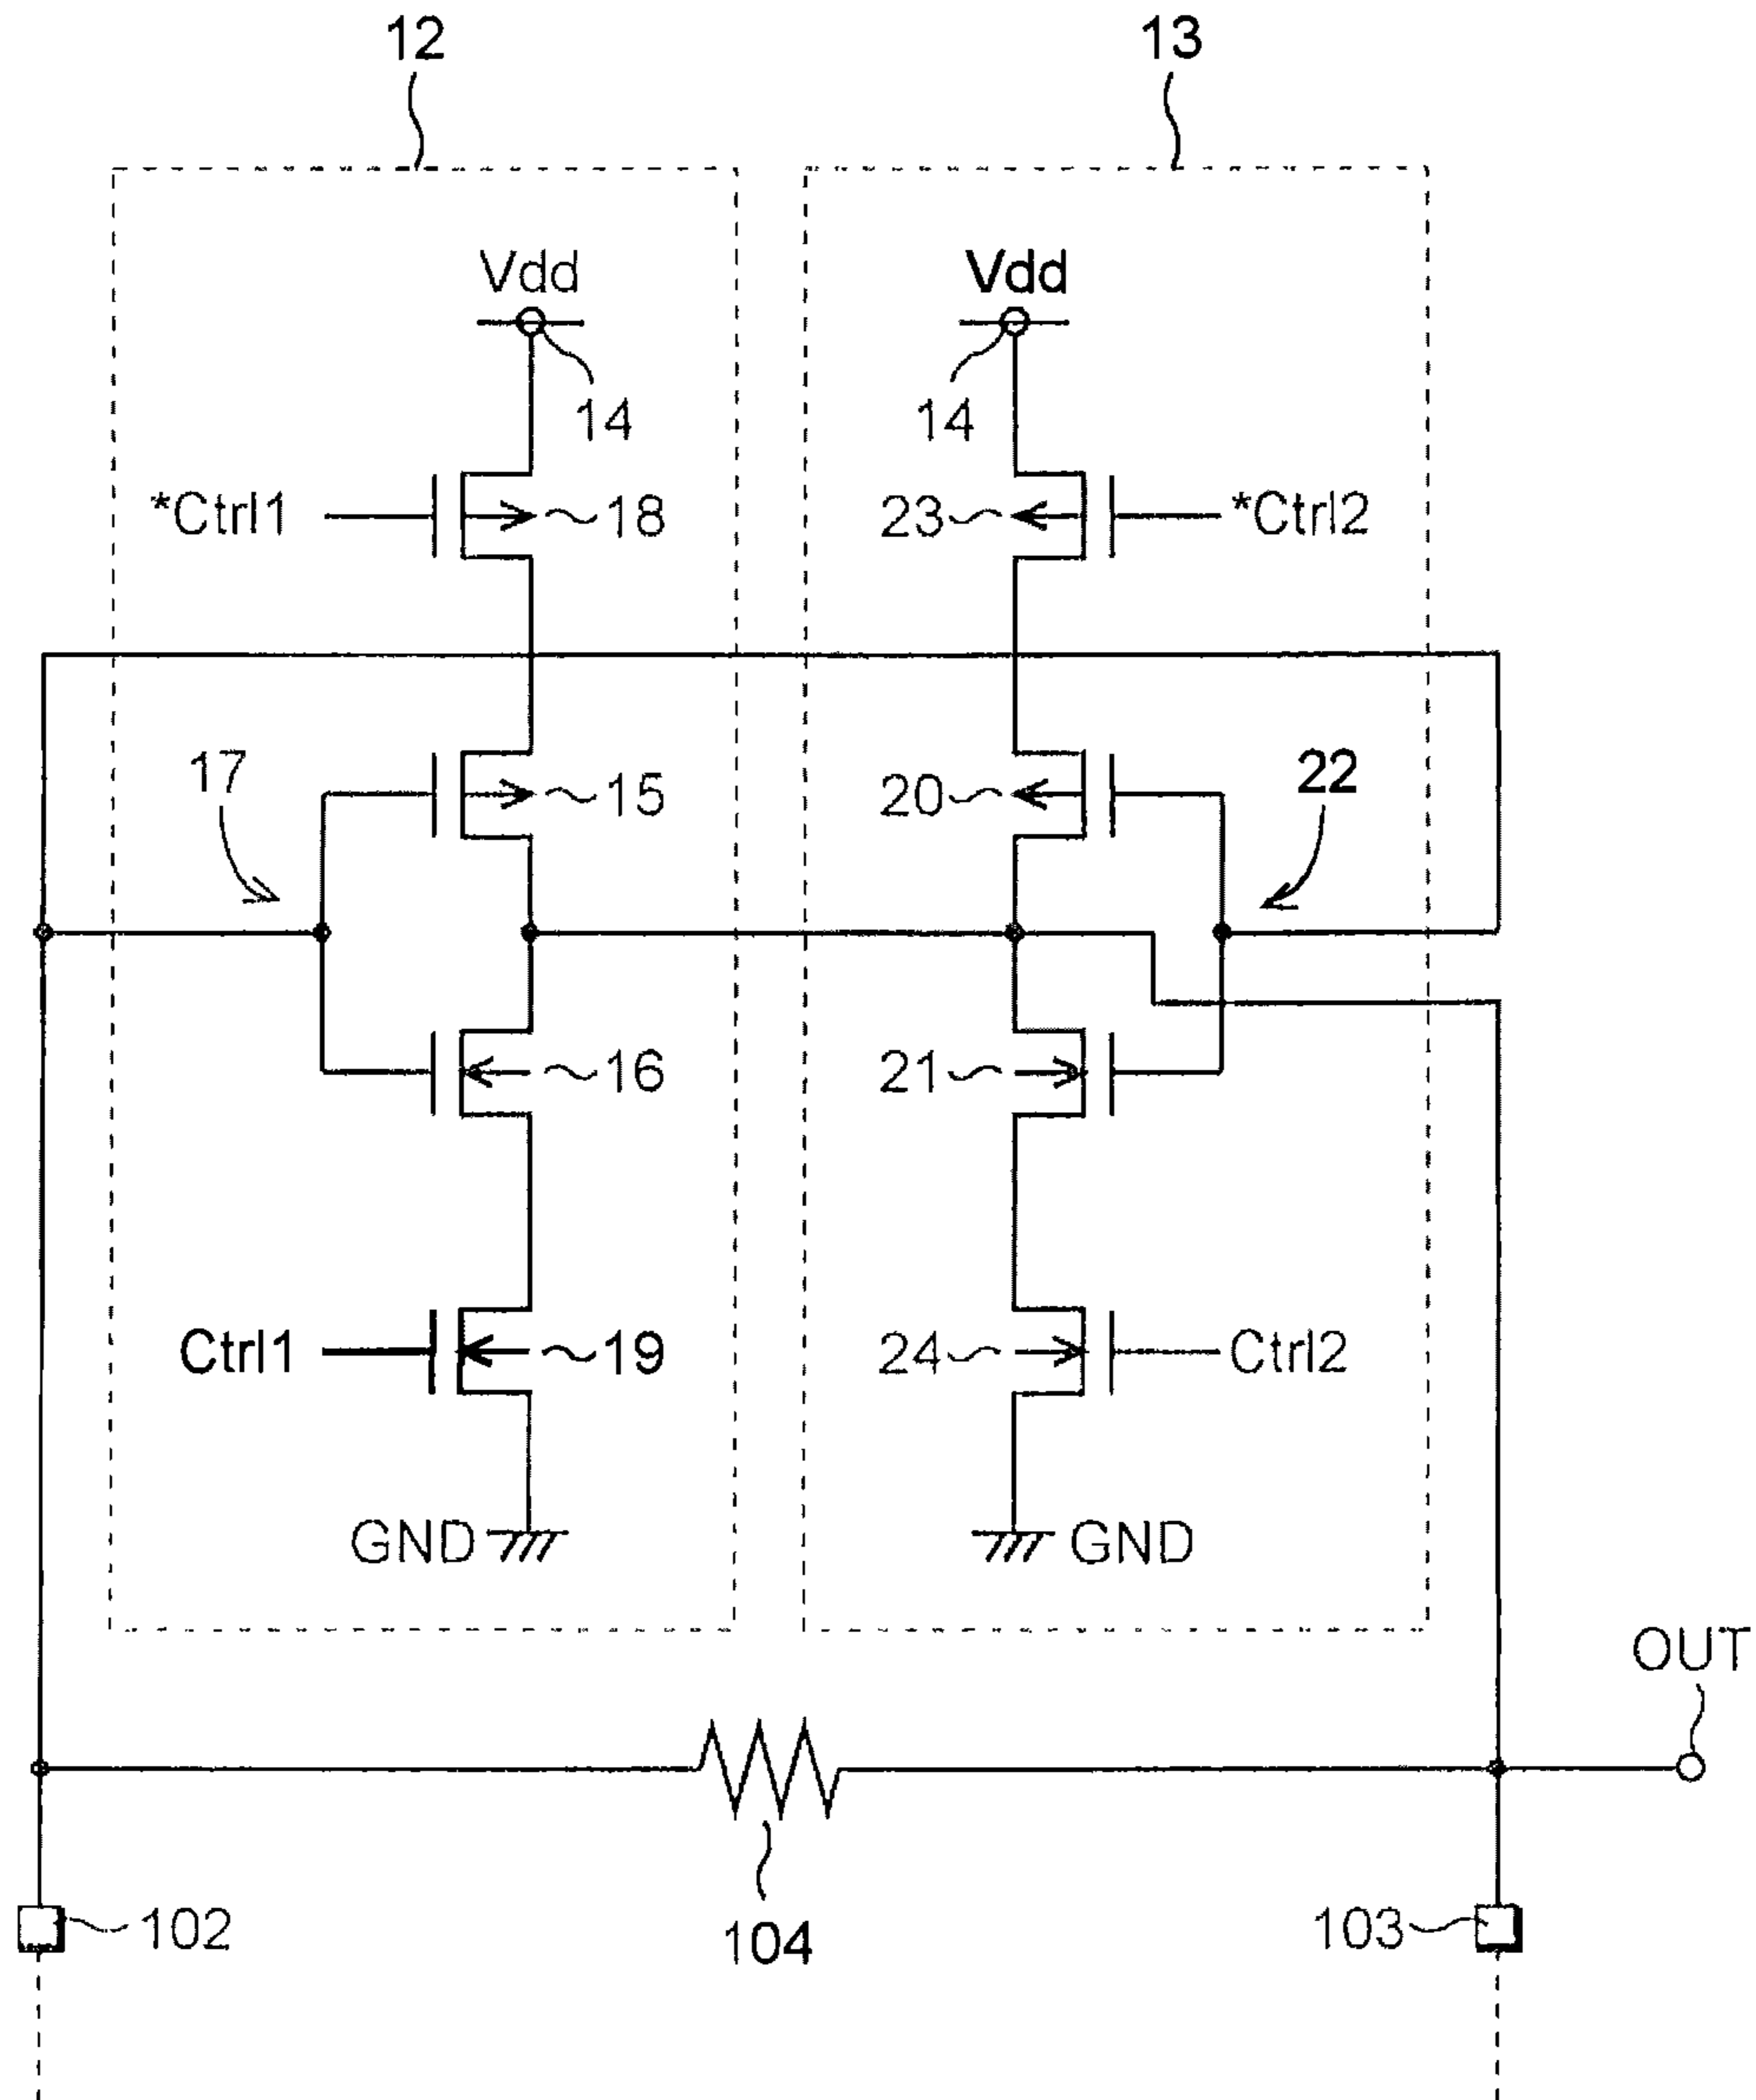 12 13
Vdd Vdd
14 14
*Ctrl1 18 23 *Ctrl2
17 15 20 22
16 21
Ctrl1 19 24 Ctrl2
GND GND
OUT
102 104 103